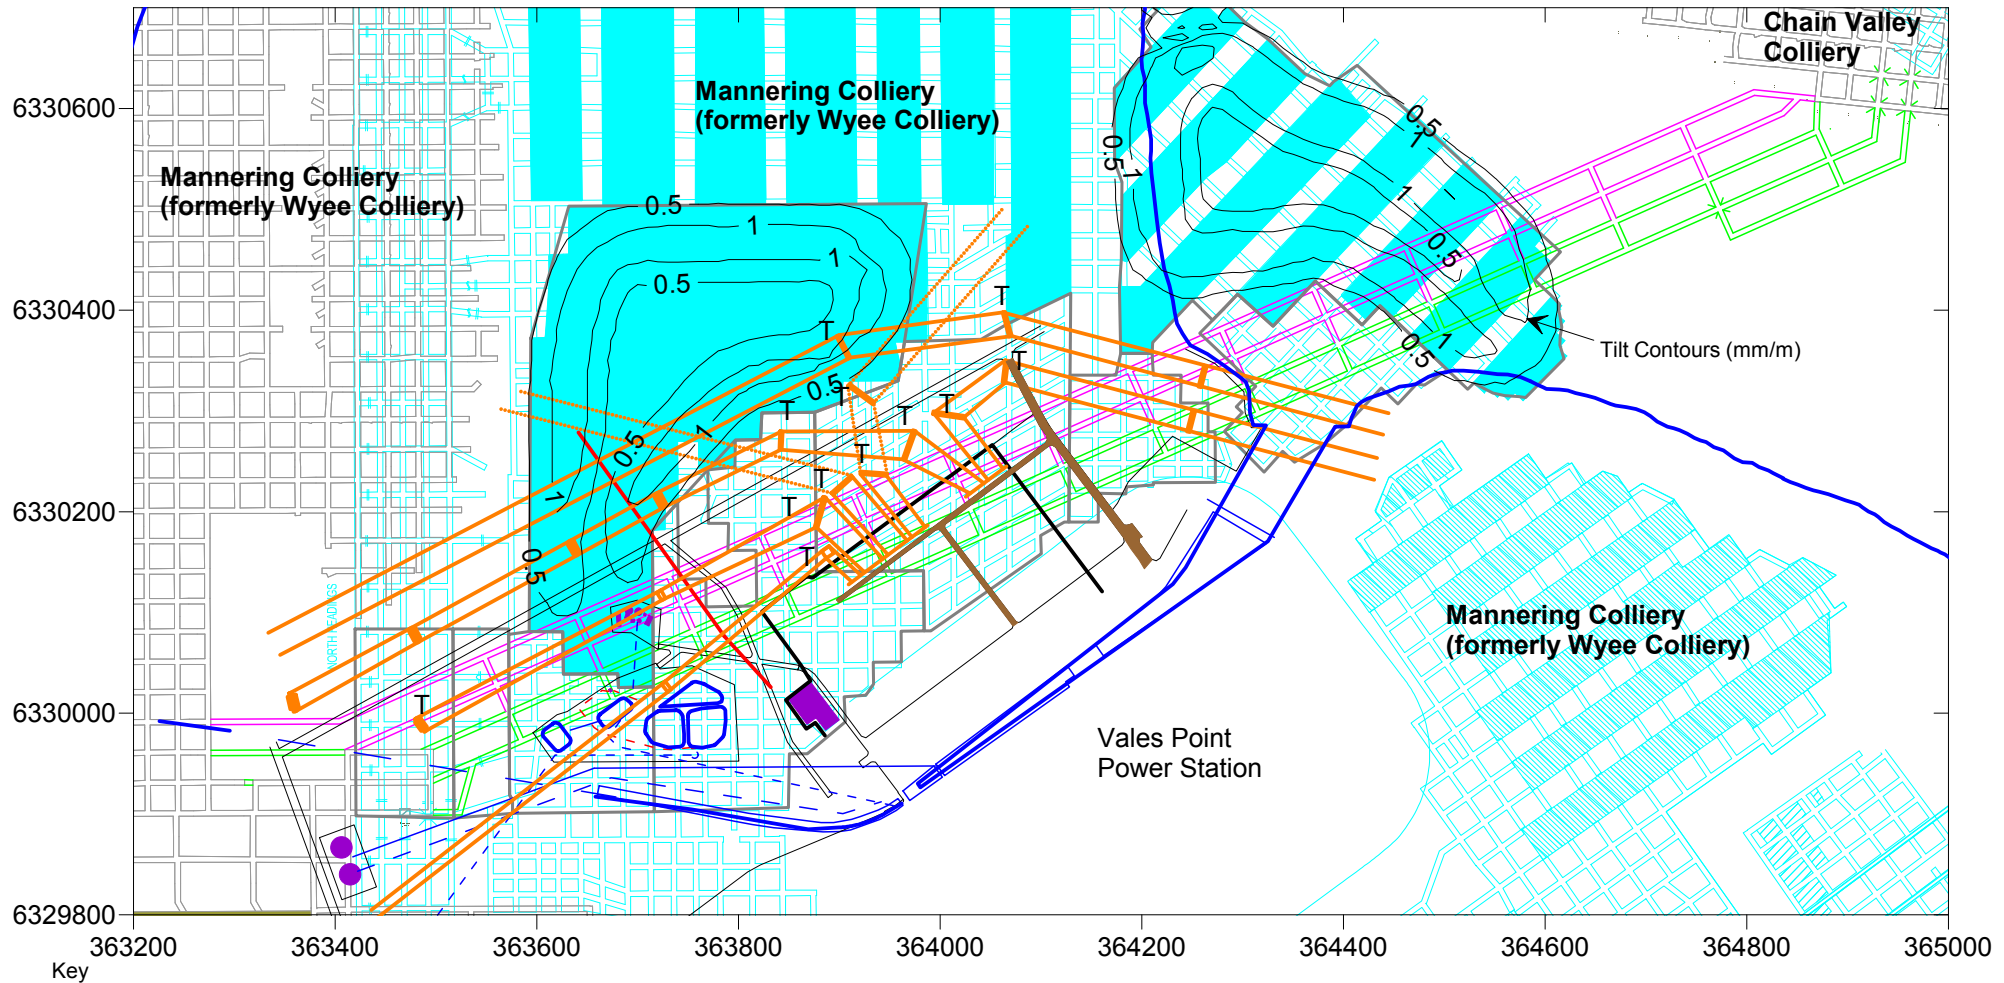 Chain Valley
Colliery
6330600
Mannering Colliery
(formerly Wyee Colliery)
0.5
1
0.5
1
Mannering Colliery
(formerly Wyee Colliery)
0.5
1
1
0.5
1
0.5
6330400
T
T
T
Tilt Contours (mm/m)
1
0.5
0.5
T
T
T
T
1
0.5
T
T
1
T
6330200
0.5
T
NORTH HEADINGS
Mannering Colliery
(formerly Wyee Colliery)
T
6330000
Vales Point
Power Station
6329800
363200
363400
363600
363800
364000
364200
364400
364600
364800
365000
Key